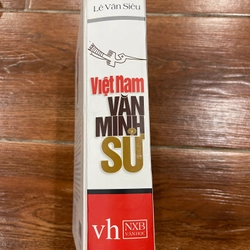 Lê Văn Siêu
Việt Nam
VĂN
MINH
SỬ
vh
NXB
VĂN HỌC